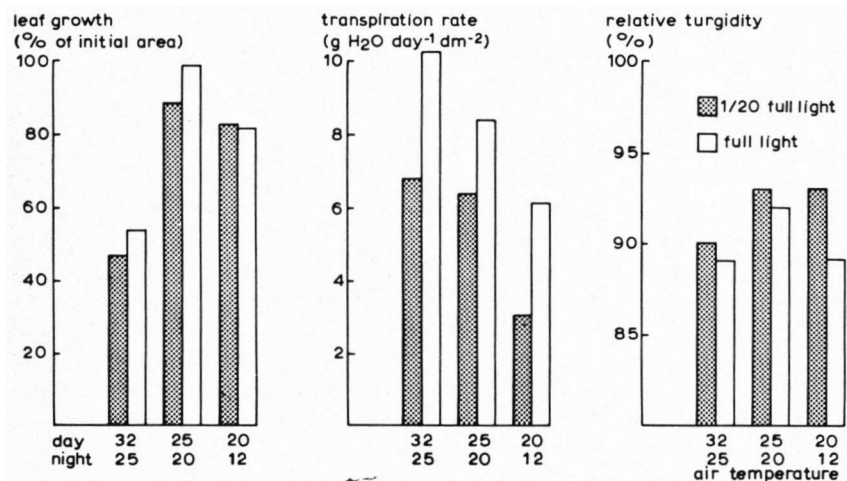 leaf growth
(% of initial area)
100
80
60
40
20
day 32 25 20
night 25 20 12
transpiration rate
(g H₂O day⁻¹ dm⁻²)
10
8
6
4
2
32 25 20
25 20 12
relative turgidity
(%)
100
95
90
85
1/20 full light
full light
32 25 20
25 20 12
air temperature